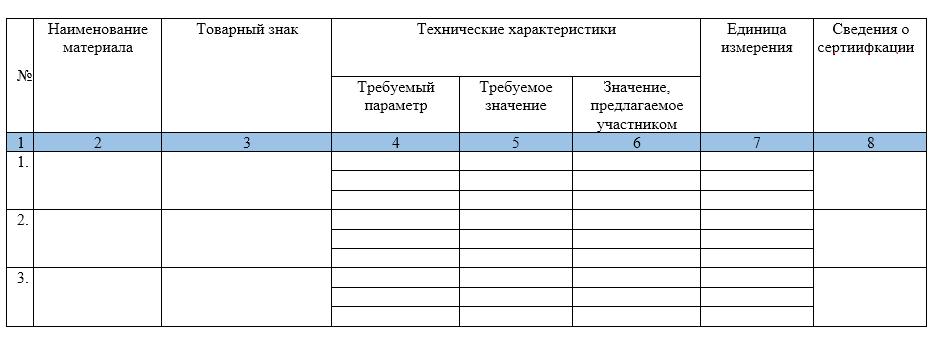 №
Наименование
материала
Товарный знак
Технические характеристики
Единица
измерения
Сведения о
сертиифкации
Требуемый
параметр
Требуемое
значение
Значение,
предлагаемое
участником
1 2 3 4 5 6 7 8
1.
2.
3.